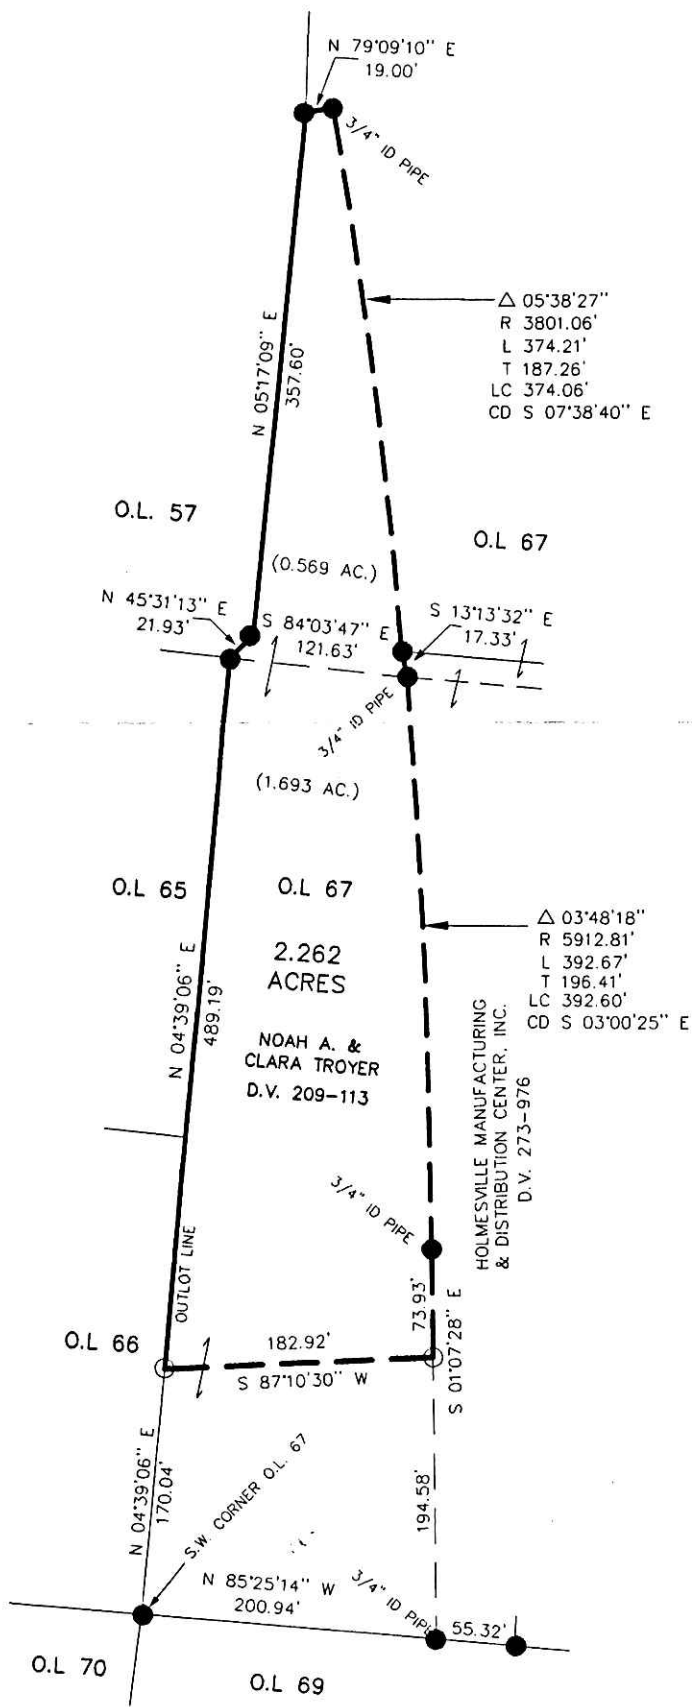 N 79°09'10" E
19.00'
3/4" ID PIPE
△ 05°38'27"
R 3801.06'
L 374.21'
T 187.26'
LC 374.06'
CD S 07°38'40" E
N 05°17'09" E
357.60'
O.L. 57
O.L 67
(0.569 AC.)
N 45°31'13" E
21.93'
S 84°03'47" E
121.63'
S 13°13'32" E
17.33'
3/4" ID PIPE
(1.693 AC.)
O.L 65
O.L 67
2.262
ACRES
NOAH A. &
CLARA TROYER
D.V. 209-113
△ 03°48'18"
R 5912.81'
L 392.67'
T 196.41'
LC 392.60'
CD S 03°00'25" E
N 04°39'06" E
489.19'
HOLMESVILLE MANUFACTURING
& DISTRIBUTION CENTER, INC.
D.V. 273-976
3/4" ID PIPE
OUTLOT LINE
73.93'
S 01°07'28" E
O.L 66
182.92'
S 87°10'30" W
N 04°39'06" E
170.04'
S.W. CORNER O.L. 67
194.58'
N 85°25'14" W
200.94'
3/4" ID PIPE
55.32'
O.L 70
O.L 69